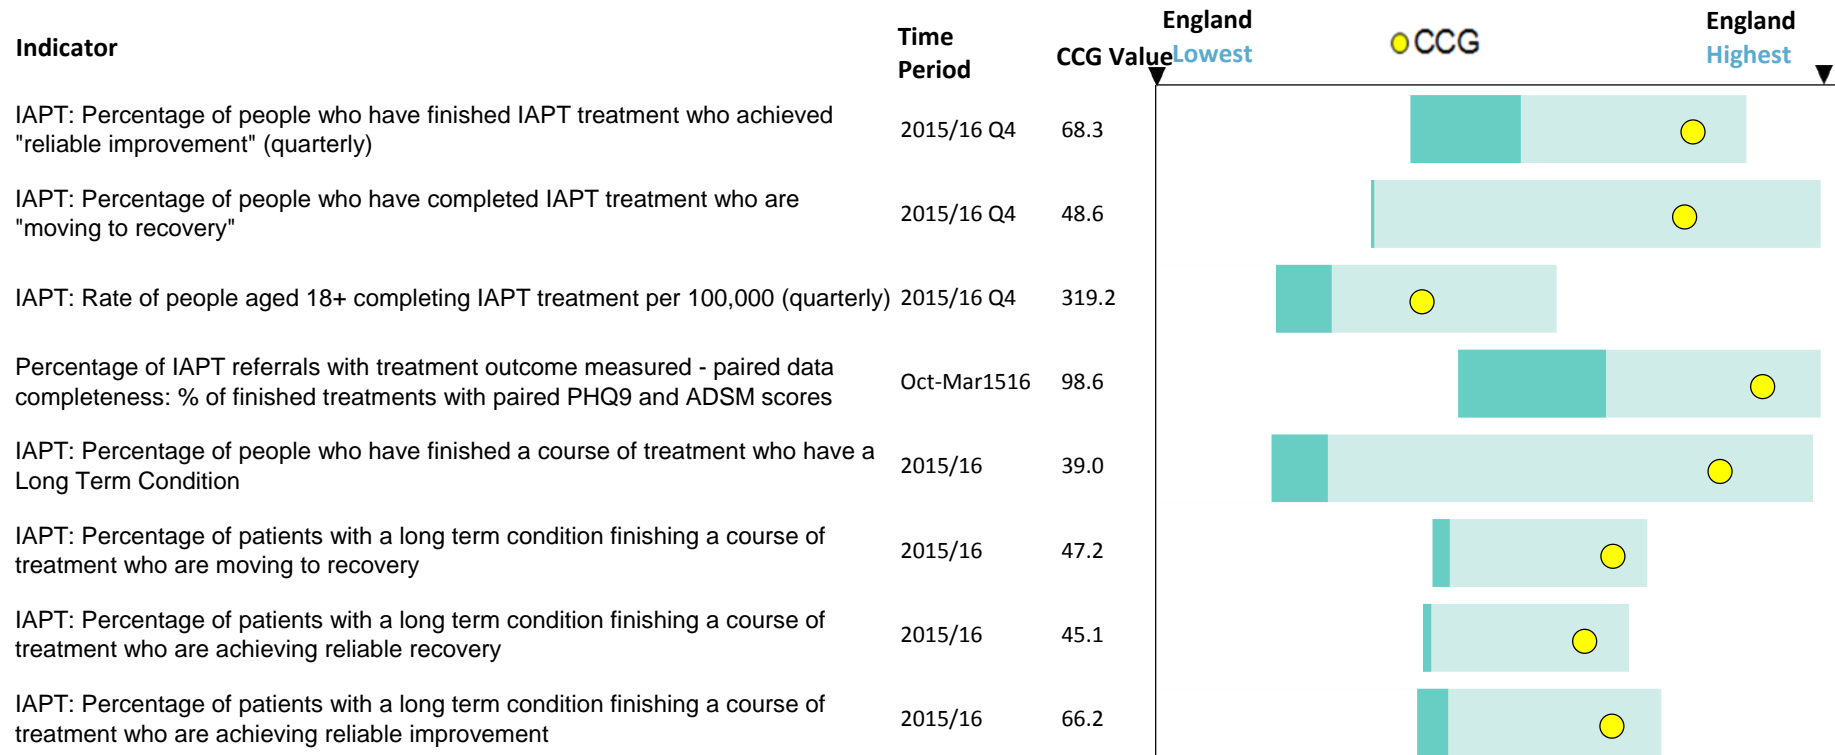 Indicator
Time
Period
CCG Value
England
Lowest
CCG
England
Highest
IAPT: Percentage of people who have finished IAPT treatment who achieved
"reliable improvement" (quarterly)
2015/16 Q4
68.3
IAPT: Percentage of people who have completed IAPT treatment who are
"moving to recovery"
2015/16 Q4
48.6
IAPT: Rate of people aged 18+ completing IAPT treatment per 100,000 (quarterly)
2015/16 Q4
319.2
Percentage of IAPT referrals with treatment outcome measured - paired data
completeness: % of finished treatments with paired PHQ9 and ADSM scores
Oct-Mar1516
98.6
IAPT: Percentage of people who have finished a course of treatment who have a
Long Term Condition
2015/16
39.0
IAPT: Percentage of patients with a long term condition finishing a course of
treatment who are moving to recovery
2015/16
47.2
IAPT: Percentage of patients with a long term condition finishing a course of
treatment who are achieving reliable recovery
2015/16
45.1
IAPT: Percentage of patients with a long term condition finishing a course of
treatment who are achieving reliable improvement
2015/16
66.2